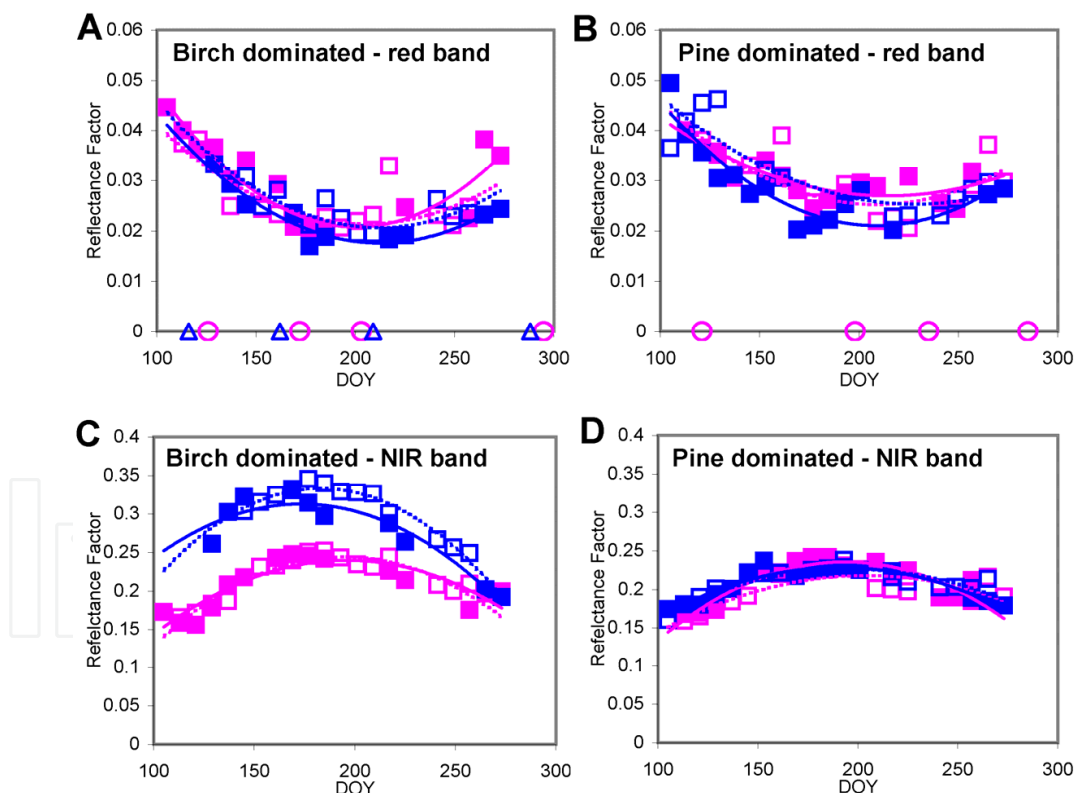 A
Birch dominated - red band
Reflectance Factor
0.06
0.05
0.04
0.03
0.02
0.01
0
100 150 200 250 300
DOY
B
Pine dominated - red band
Reflectance Factor
0.06
0.05
0.04
0.03
0.02
0.01
0
100 150 200 250 300
DOY
C
Birch dominated - NIR band
Refelctance Factor
0.4
0.35
0.3
0.25
0.2
0.15
0.1
0.05
0
100 150 200 250 300
DOY
D
Pine dominated - NIR band
Refelctance Factor
0.4
0.35
0.3
0.25
0.2
0.15
0.1
0.05
0
100 150 200 250 300
DOY